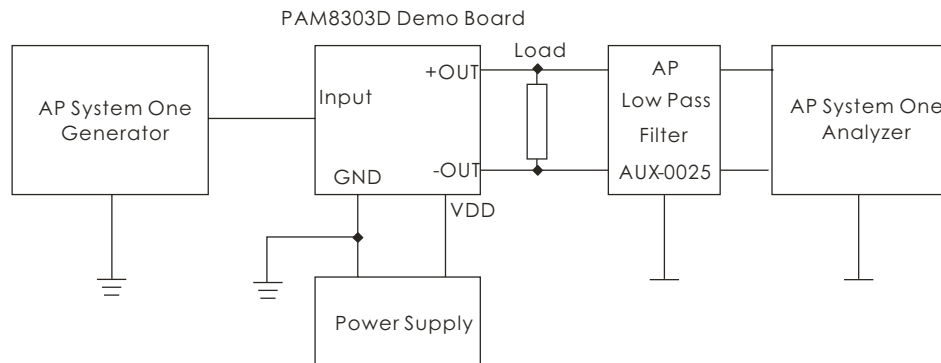 PAM8303D Demo Board
AP System One
Generator
Input
+OUT
-OUT
GND
VDD
Load
AP
Low Pass
Filter
AUX-0025
AP System One
Analyzer
Power Supply